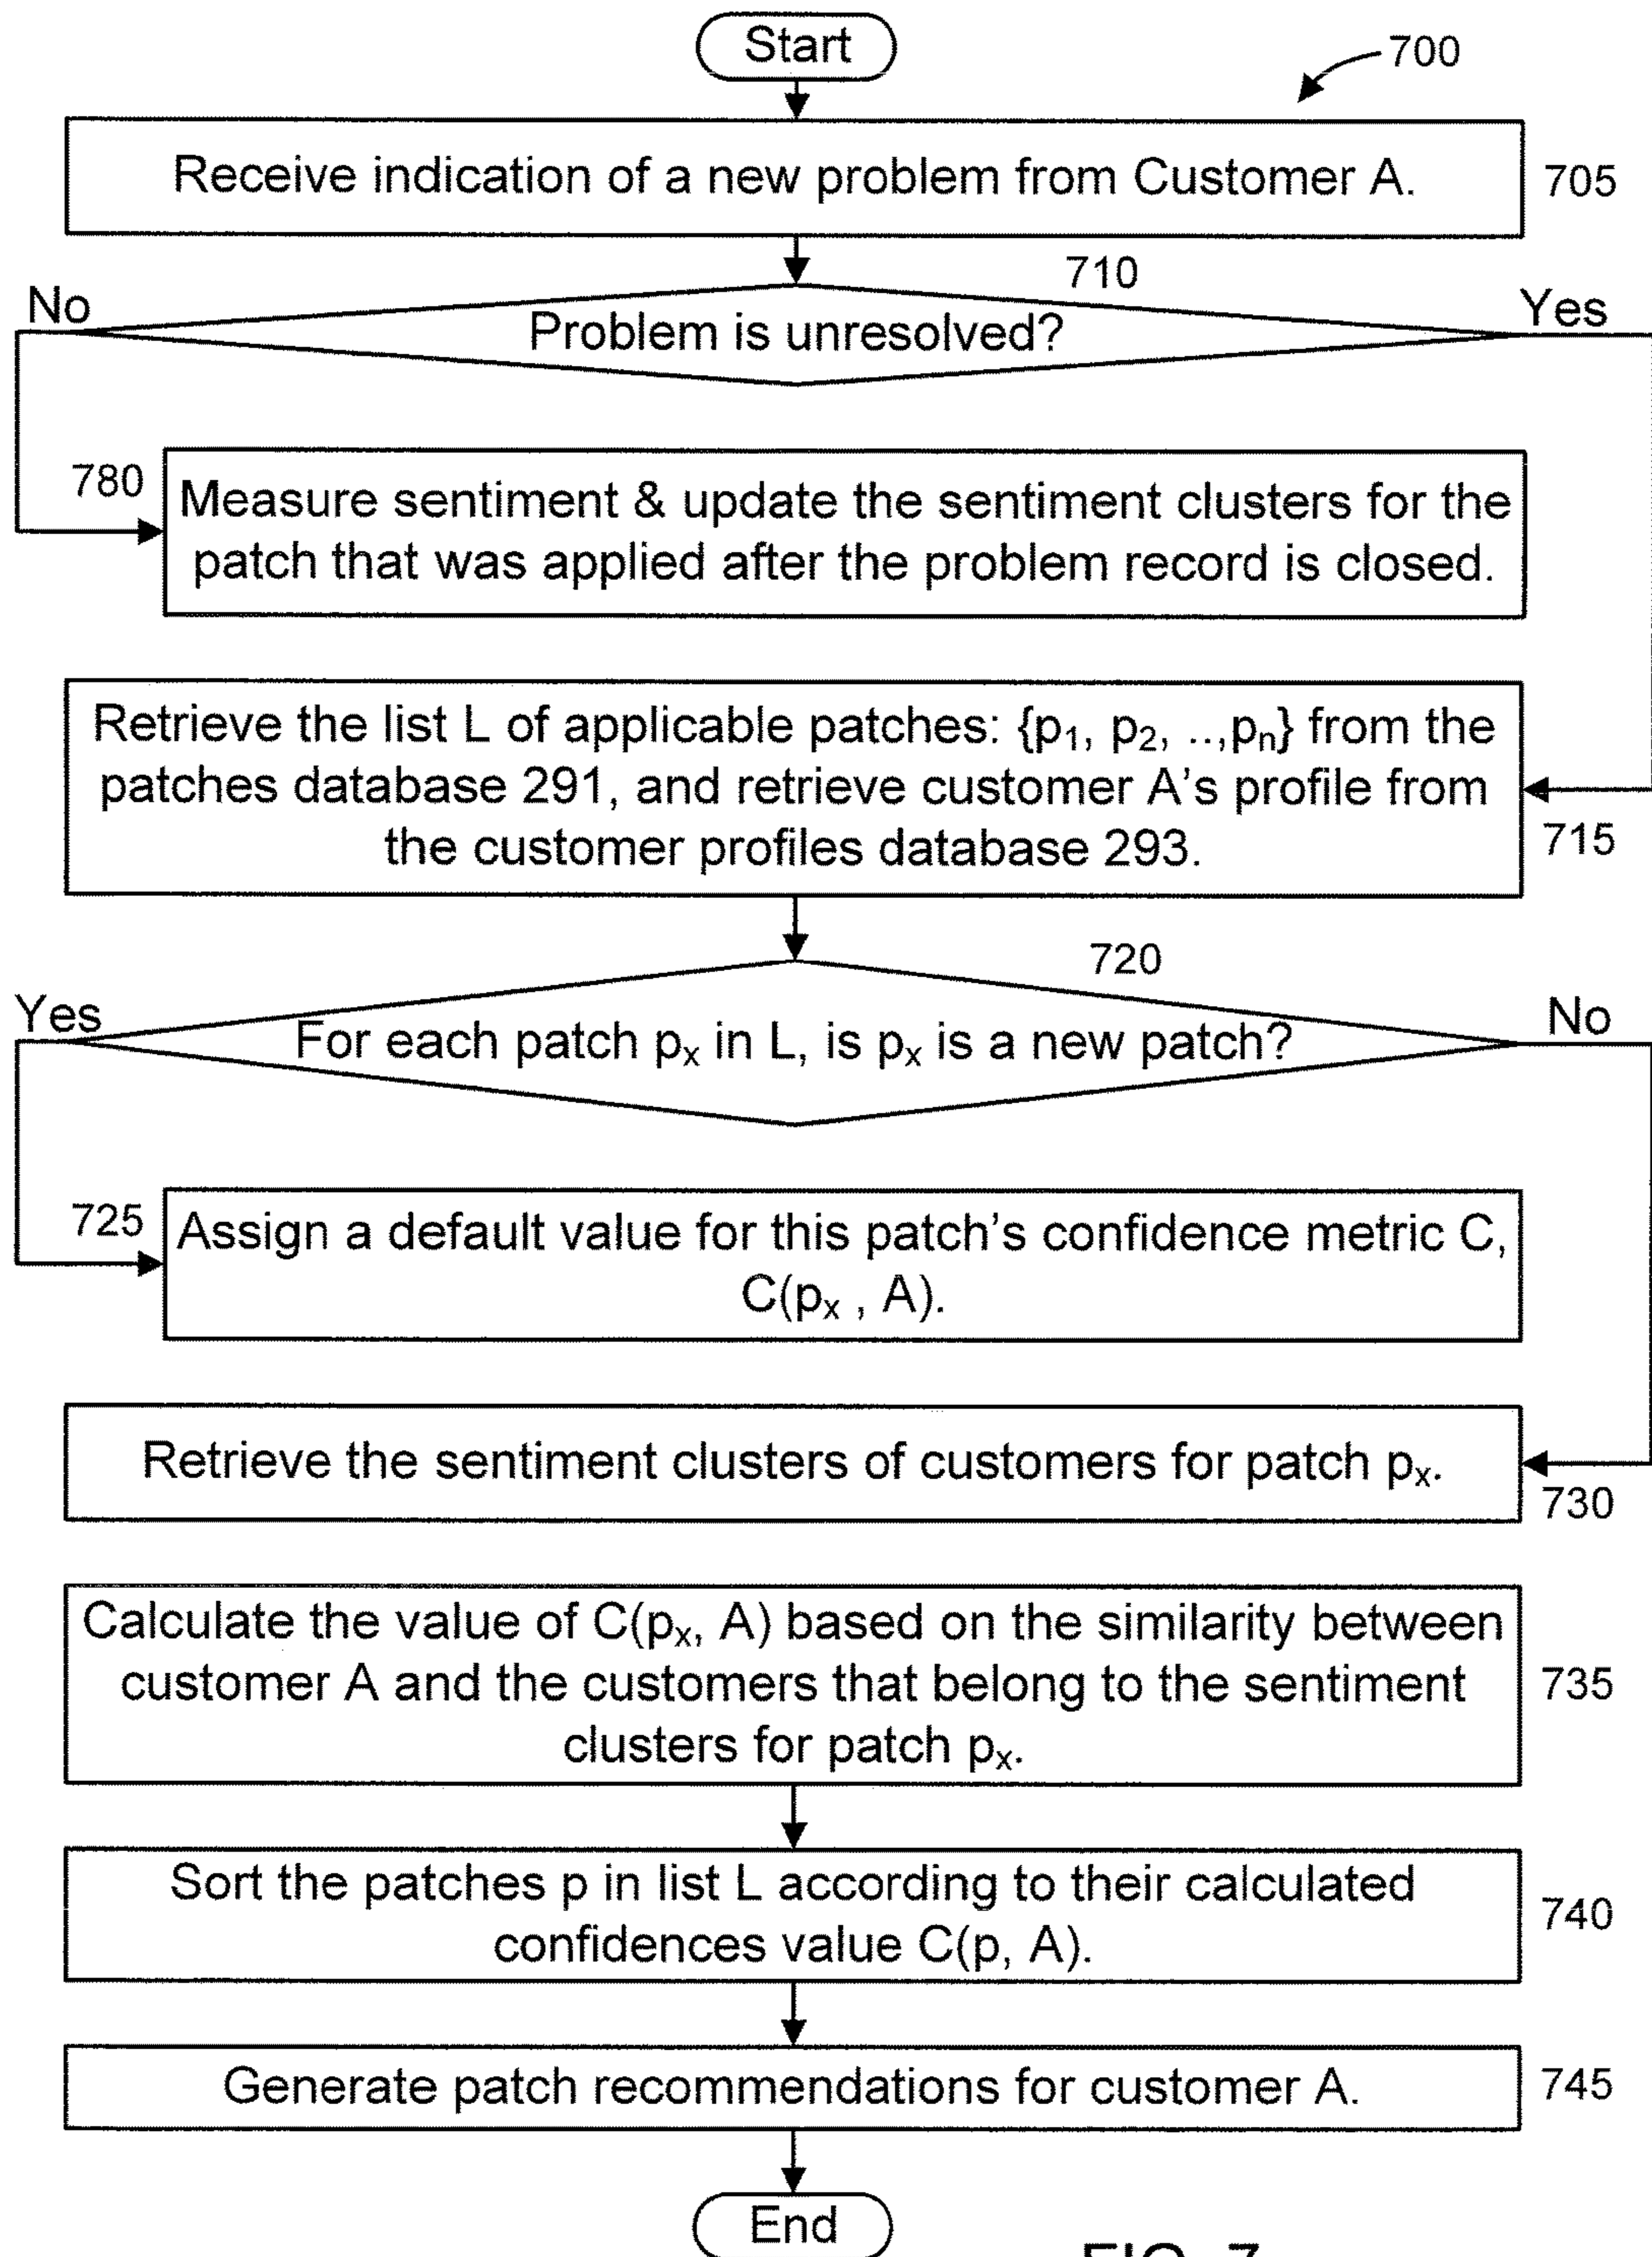 Start
700
Receive indication of a new problem from Customer A.
705
710
No
Yes
Problem is unresolved?
780
Measure sentiment & update the sentiment clusters for the
patch that was applied after the problem record is closed.
Retrieve the list L of applicable patches: {p₁, p₂, ..,pₙ} from the
patches database 291, and retrieve customer A's profile from
the customer profiles database 293.
715
720
Yes
No
For each patch pₓ in L, is pₓ is a new patch?
725
Assign a default value for this patch's confidence metric C,
C(pₓ , A).
Retrieve the sentiment clusters of customers for patch pₓ.
730
Calculate the value of C(pₓ, A) based on the similarity between
customer A and the customers that belong to the sentiment
clusters for patch pₓ.
735
Sort the patches p in list L according to their calculated
confidences value C(p, A).
740
Generate patch recommendations for customer A.
745
End
FIG. 7